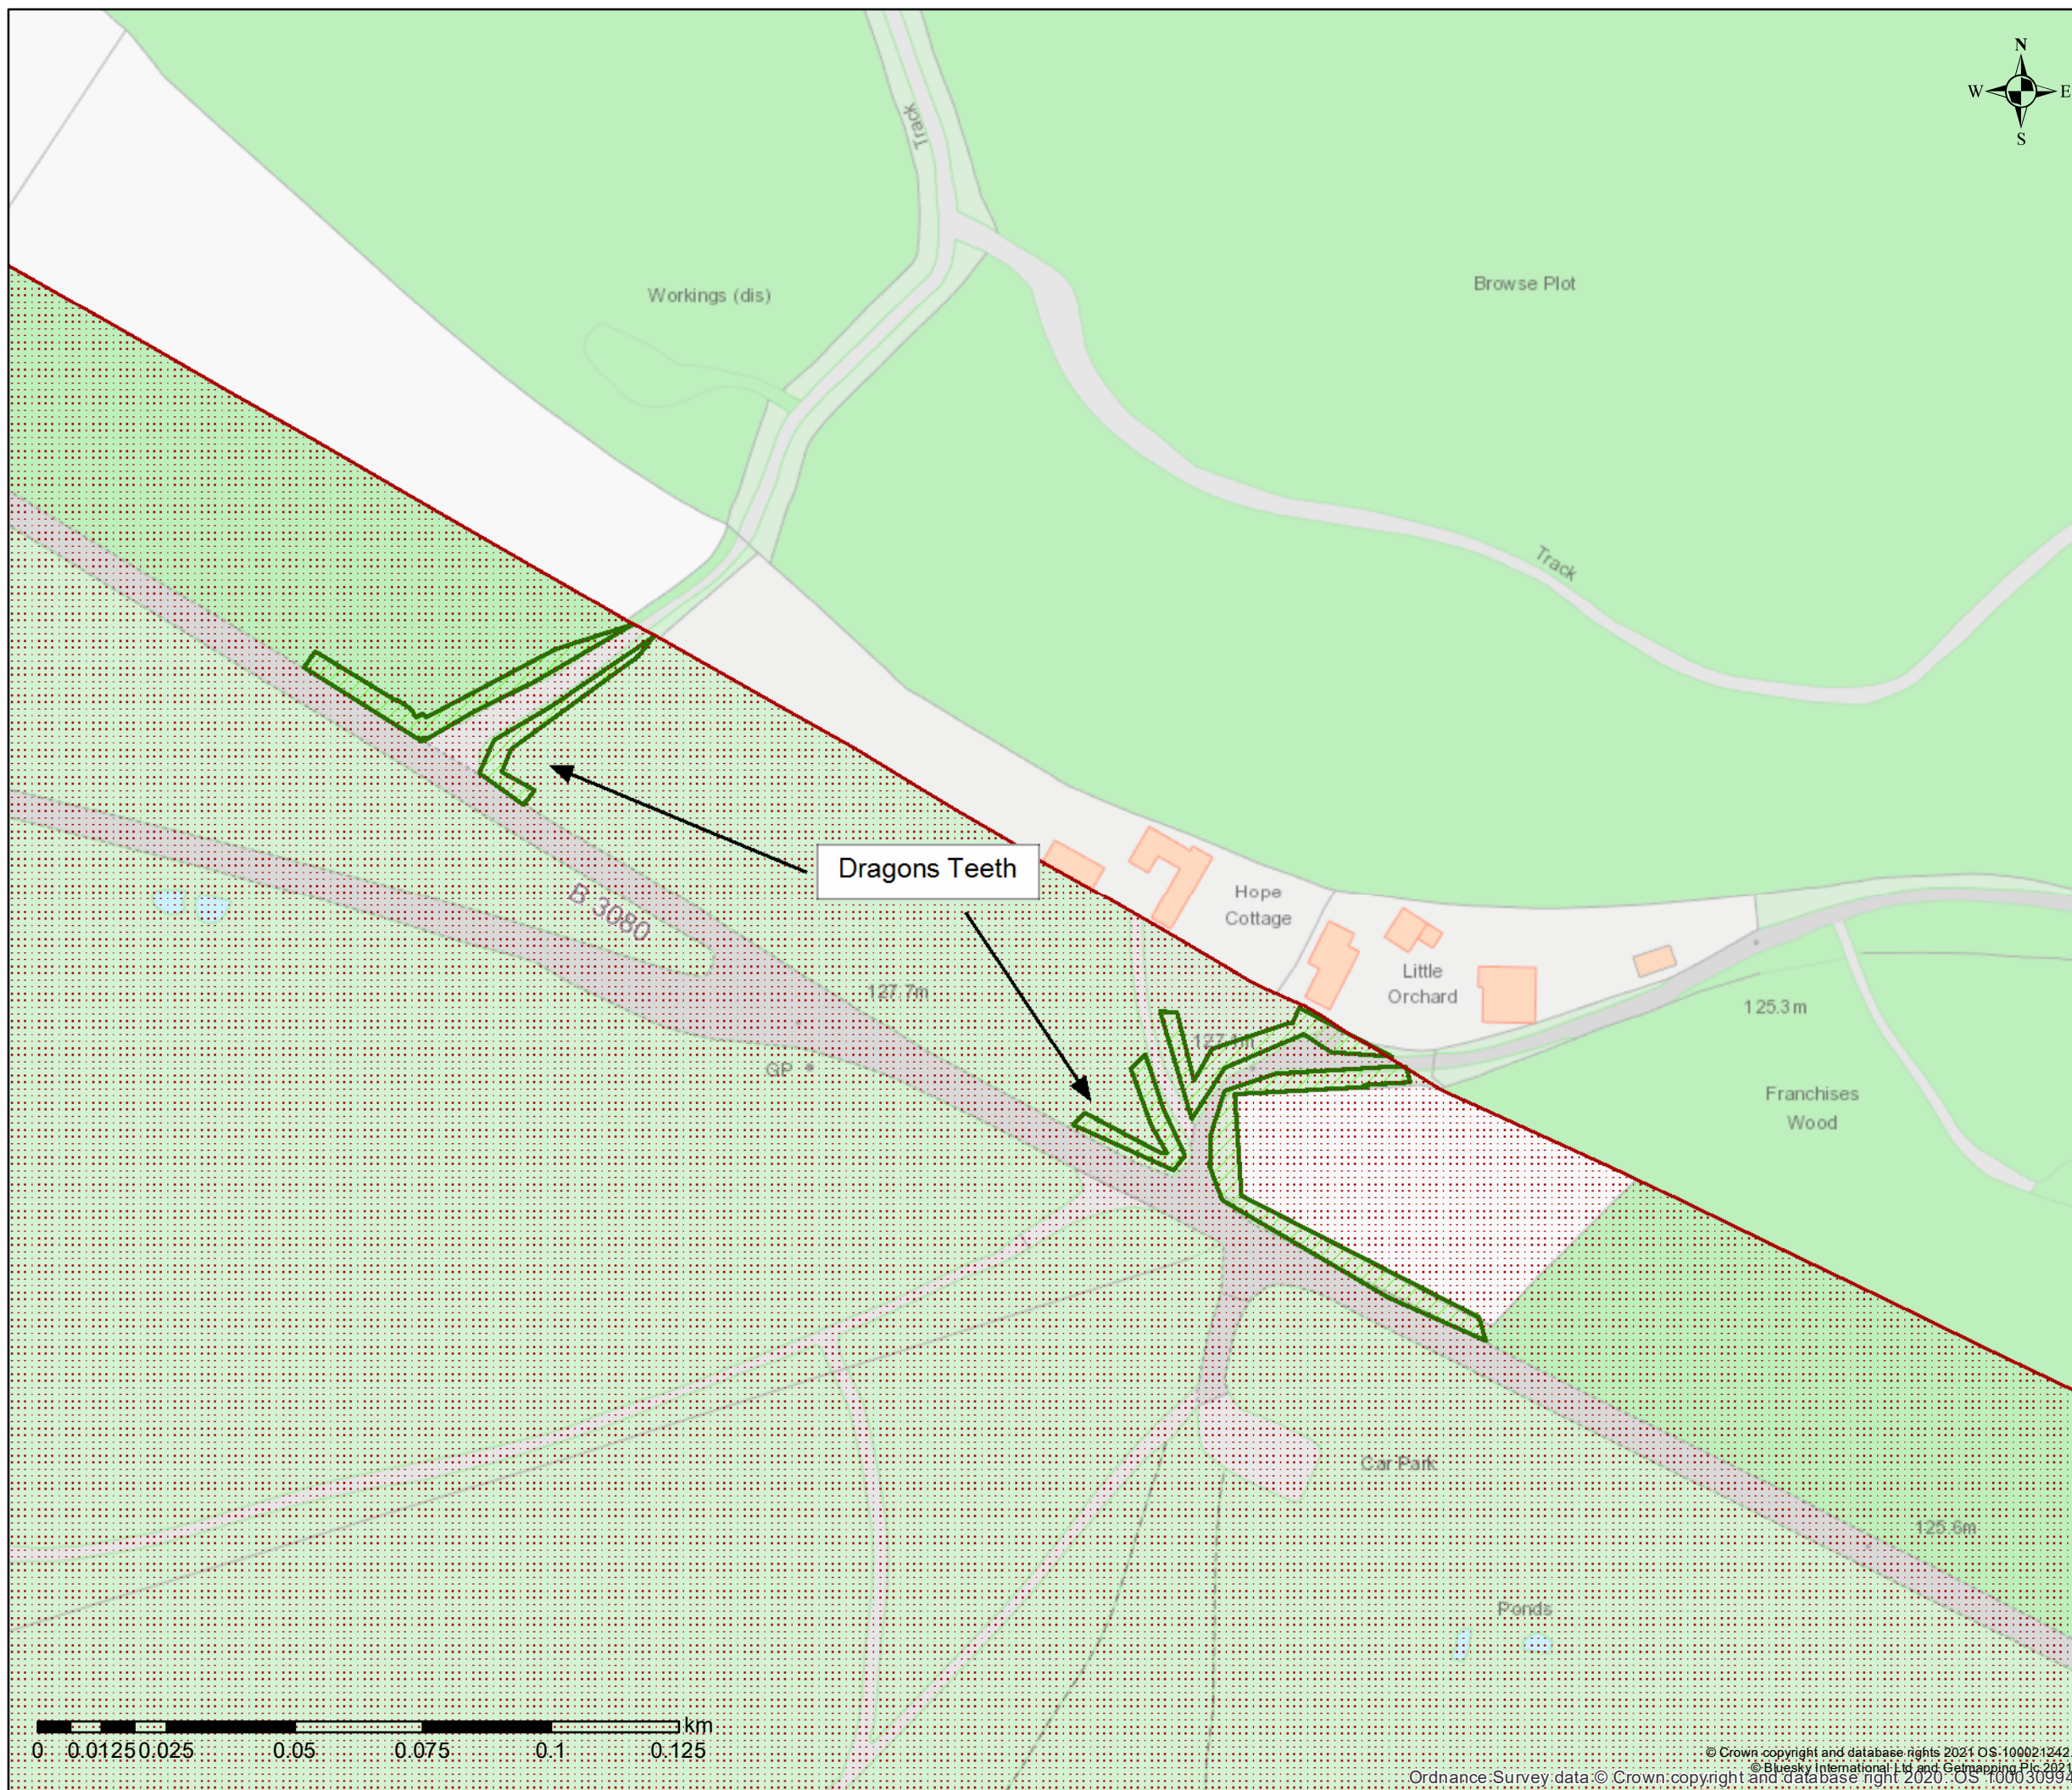 N
W E
S
Track
Workings (dis)
Browse Plot
Track
Dragons Teeth
B 3080
Hope
Cottage
Little
Orchard
127.7m
125.3m
127.1m
GP
Franchises
Wood
Car Park
125.6m
Ponds
km
0 0.0125 0.025 0.05 0.075 0.1 0.125
© Crown copyright and database rights 2021 OS 100021242.
© Bluesky International Ltd and Getmapping Plc 2021
Ordnance Survey data © Crown copyright and database right 2020. OS 100030994